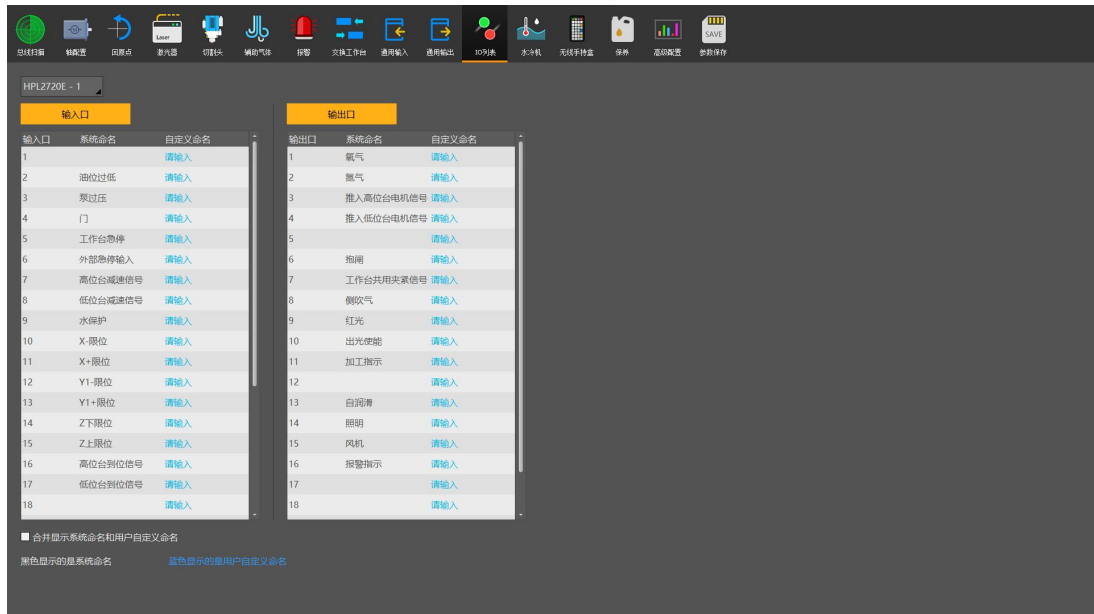 Laser
SAVE
总线扫描 轴配置 回原点 激光器 切割头 辅助气体 报警 交换工作台 通用输入 通用输出 IO列表 水冷机 无线手持盒 保养 高级配置 参数保存
HPL2720E - 1
输入口 输出口
输入口 系统命名 自定义命名 输出口 系统命名 自定义命名
1 请输入 1 氧气 请输入
2 油位过低 请输入 2 氮气 请输入
3 泵过压 请输入 3 推入高位台电机信号 请输入
4 门 请输入 4 推入低位台电机信号 请输入
5 工作台急停 请输入 5 请输入
6 外部急停输入 请输入 6 抱闸 请输入
7 高位台减速信号 请输入 7 工作台共用夹紧信号 请输入
8 低位台减速信号 请输入 8 侧吹气 请输入
9 水保护 请输入 9 红光 请输入
10 X-限位 请输入 10 出光使能 请输入
11 X+限位 请输入 11 加工指示 请输入
12 Y1-限位 请输入 12 请输入
13 Y1+限位 请输入 13 自润滑 请输入
14 Z下限位 请输入 14 照明 请输入
15 Z上限位 请输入 15 风机 请输入
16 高位台到位信号 请输入 16 报警指示 请输入
17 低位台到位信号 请输入 17 请输入
18 请输入 18 请输入
合并显示系统命名和用户自定义命名
黑色显示的是系统命名 蓝色显示的是用户自定义命名